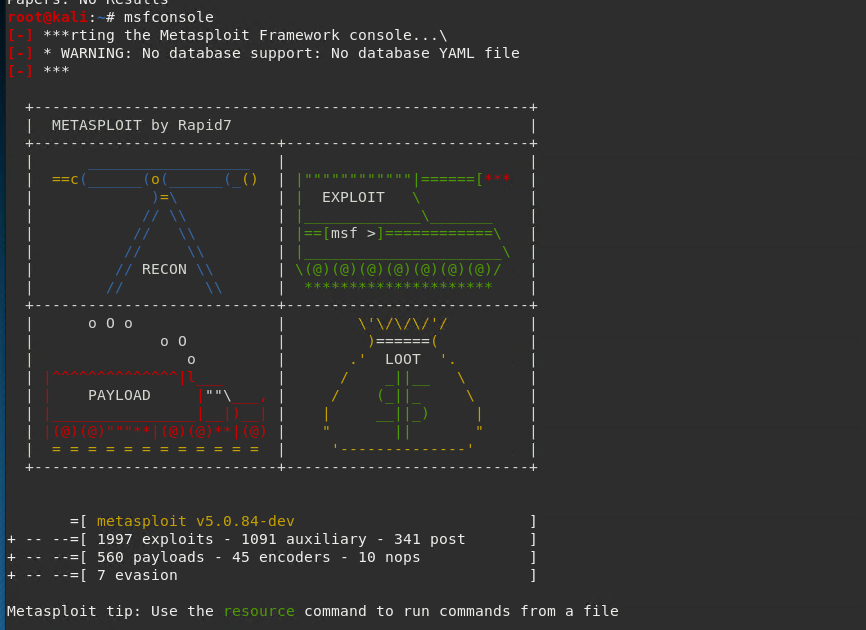 Papers: No Results
root@kali:~# msfconsole
[-] ***rting the Metasploit Framework console...\
[-] * WARNING: No database support: No database YAML file
[-] ***
+------------------------------------------------------+
|  METASPLOIT by Rapid7                                 |
+---------------------------+---------------------------+
|      __________________   |                           |
|  ==c(______(o(______(_()  | |""""""""""""|======[***  |
|             )=\           | |  EXPLOIT   \            |
|            // \\          | |_____________\_______    |
|           //   \\         | |==[msf >]============\   |
|          //     \\        | |______________________\  |
|         // RECON \\       | \(@)(@)(@)(@)(@)(@)(@)/   |
|        //         \\      |  *********************    |
+---------------------------+---------------------------+
|      o O o                |        \'\/\/\/'/         |
|              o O          |         )======(          |
|                 o         |       .'  LOOT  '.        |
| |^^^^^^^^^^^^^^|l___      |      /    _||__   \       |
| |    PAYLOAD     |""\___, |     /    (_||_     \      |
| |________________|__|)__| |    |     __||_)     |     |
| |(@)(@)"""**|(@)(@)**|(@) |    "       ||       "     |
|  = = = = = = = = = = = =  |     '--------------'      |
+---------------------------+---------------------------+
=[ metasploit v5.0.84-dev                          ]
+ -- --=[ 1997 exploits - 1091 auxiliary - 341 post       ]
+ -- --=[ 560 payloads - 45 encoders - 10 nops            ]
+ -- --=[ 7 evasion                                       ]
Metasploit tip: Use the resource command to run commands from a file